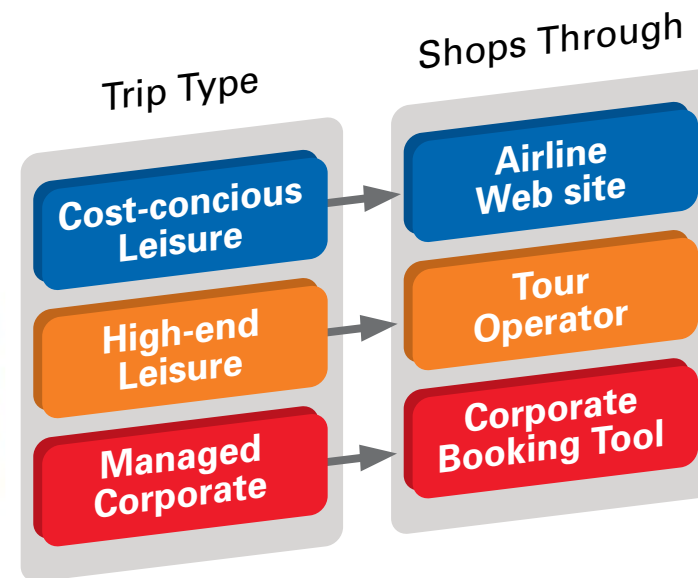 Trip Type
Shops Through
Cost-concious
Leisure
Airline
Web site
High-end
Leisure
Tour
Operator
Managed
Corporate
Corporate
Booking Tool